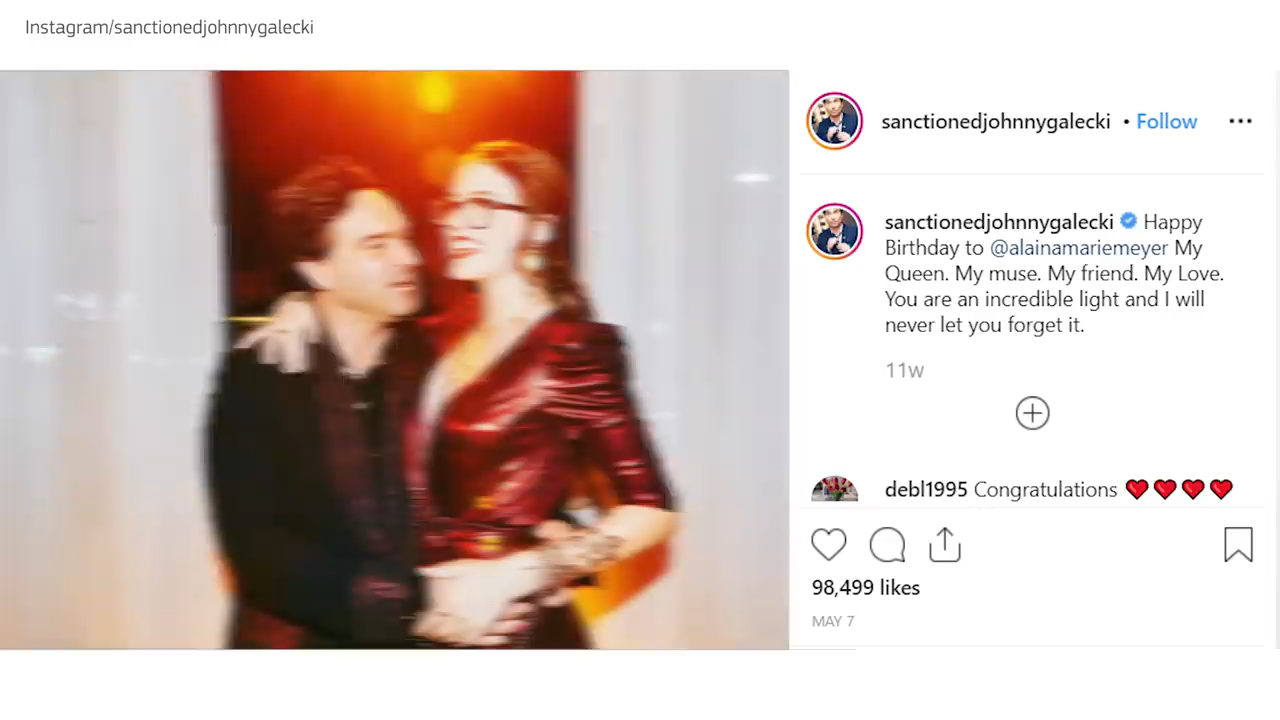 Instagram/sanctionedjohnnygalecki
sanctionedjohnnygalecki • Follow
sanctionedjohnnygalecki Happy
Birthday to @alainamariemeyer My
Queen. My muse. My friend. My Love.
You are an incredible light and I will
never let you forget it.
11w
debl1995 Congratulations ❤❤❤❤
98,499 likes
MAY 7